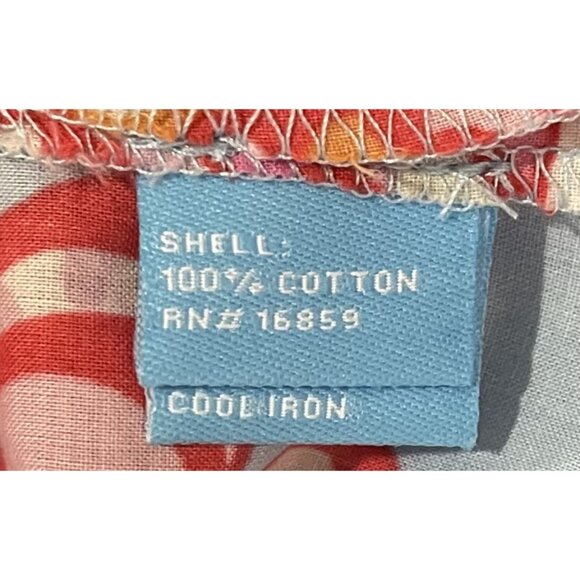 SHELL:
100% COTTON
RN# 16859
COOL IRON